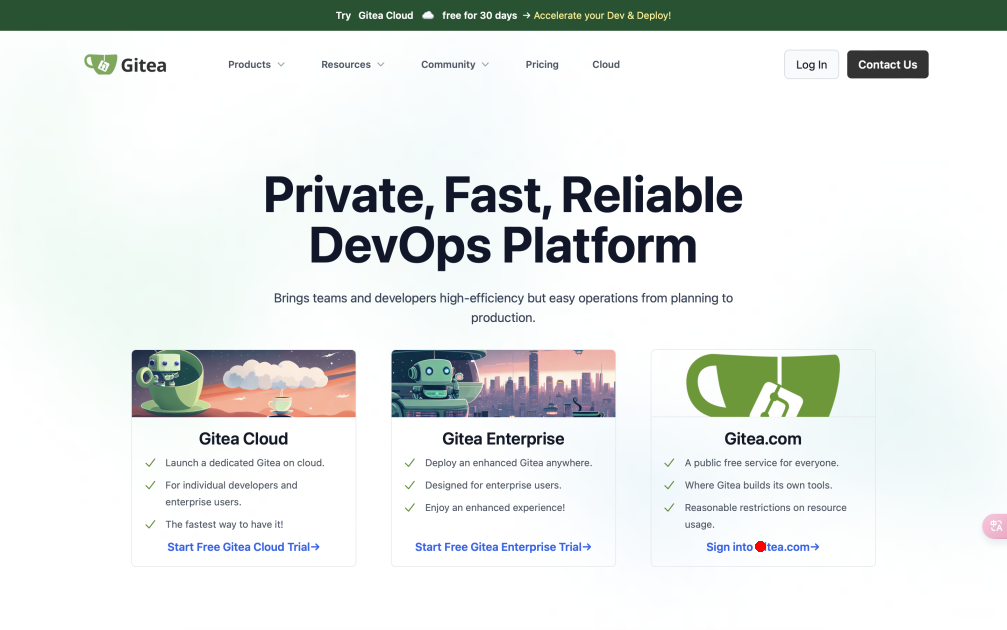 Try Gitea Cloud ☁️ free for 30 days → Accelerate your Dev & Deploy!
Gitea
Products
Resources
Community
Pricing
Cloud
Log In
Contact Us
Private, Fast, Reliable
DevOps Platform
Brings teams and developers high-efficiency but easy operations from planning to
production.
Gitea Cloud
Launch a dedicated Gitea on cloud.
For individual developers and
enterprise users.
The fastest way to have it!
Start Free Gitea Cloud Trial→
Gitea Enterprise
Deploy an enhanced Gitea anywhere.
Designed for enterprise users.
Enjoy an enhanced experience!
Start Free Gitea Enterprise Trial→
Gitea.com
A public free service for everyone.
Where Gitea builds its own tools.
Reasonable restrictions on resource
usage.
Sign into tea.com→